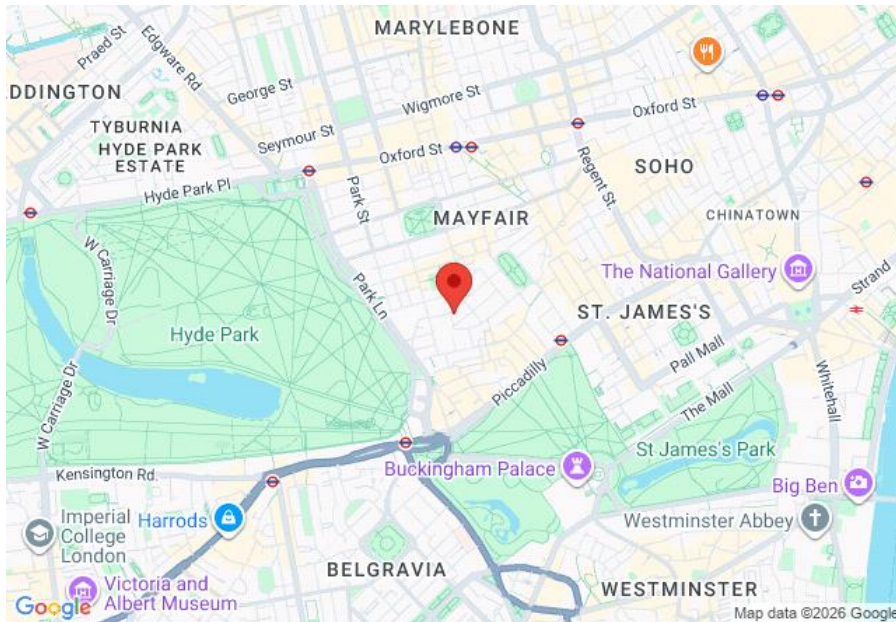 MARYLEBONE
Praed St
Edgware Rd
George St
Wigmore St
ADDINGTON
Oxford St
TYBURNIA
HYDE PARK
ESTATE
Seymour St
Oxford St
SOHO
Regent St.
Hyde Park Pl
Park St
MAYFAIR
CHINATOWN
W Carriage Dr
The National Gallery
Strand
Park Ln
ST. JAMES'S
Hyde Park
Pall Mall
Piccadilly
The Mall
Whitehall
W Carriage Dr
St James's Park
Kensington Rd.
Buckingham Palace
Big Ben
Imperial
College
London
Harrods
Westminster Abbey
BELGRAVIA
Victoria and
Albert Museum
WESTMINSTER
Google
Map data ©2026 Google